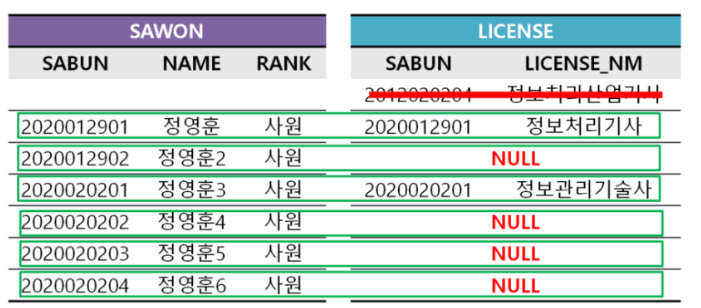 SAWON LICENSE
SABUN NAME RANK SABUN LICENSE_NM
2012020204 정보처리산업기사
2020012901 정영훈 사원 2020012901 정보처리기사
2020012902 정영훈2 사원 NULL
2020020201 정영훈3 사원 2020020201 정보관리기술사
2020020202 정영훈4 사원 NULL
2020020203 정영훈5 사원 NULL
2020020204 정영훈6 사원 NULL